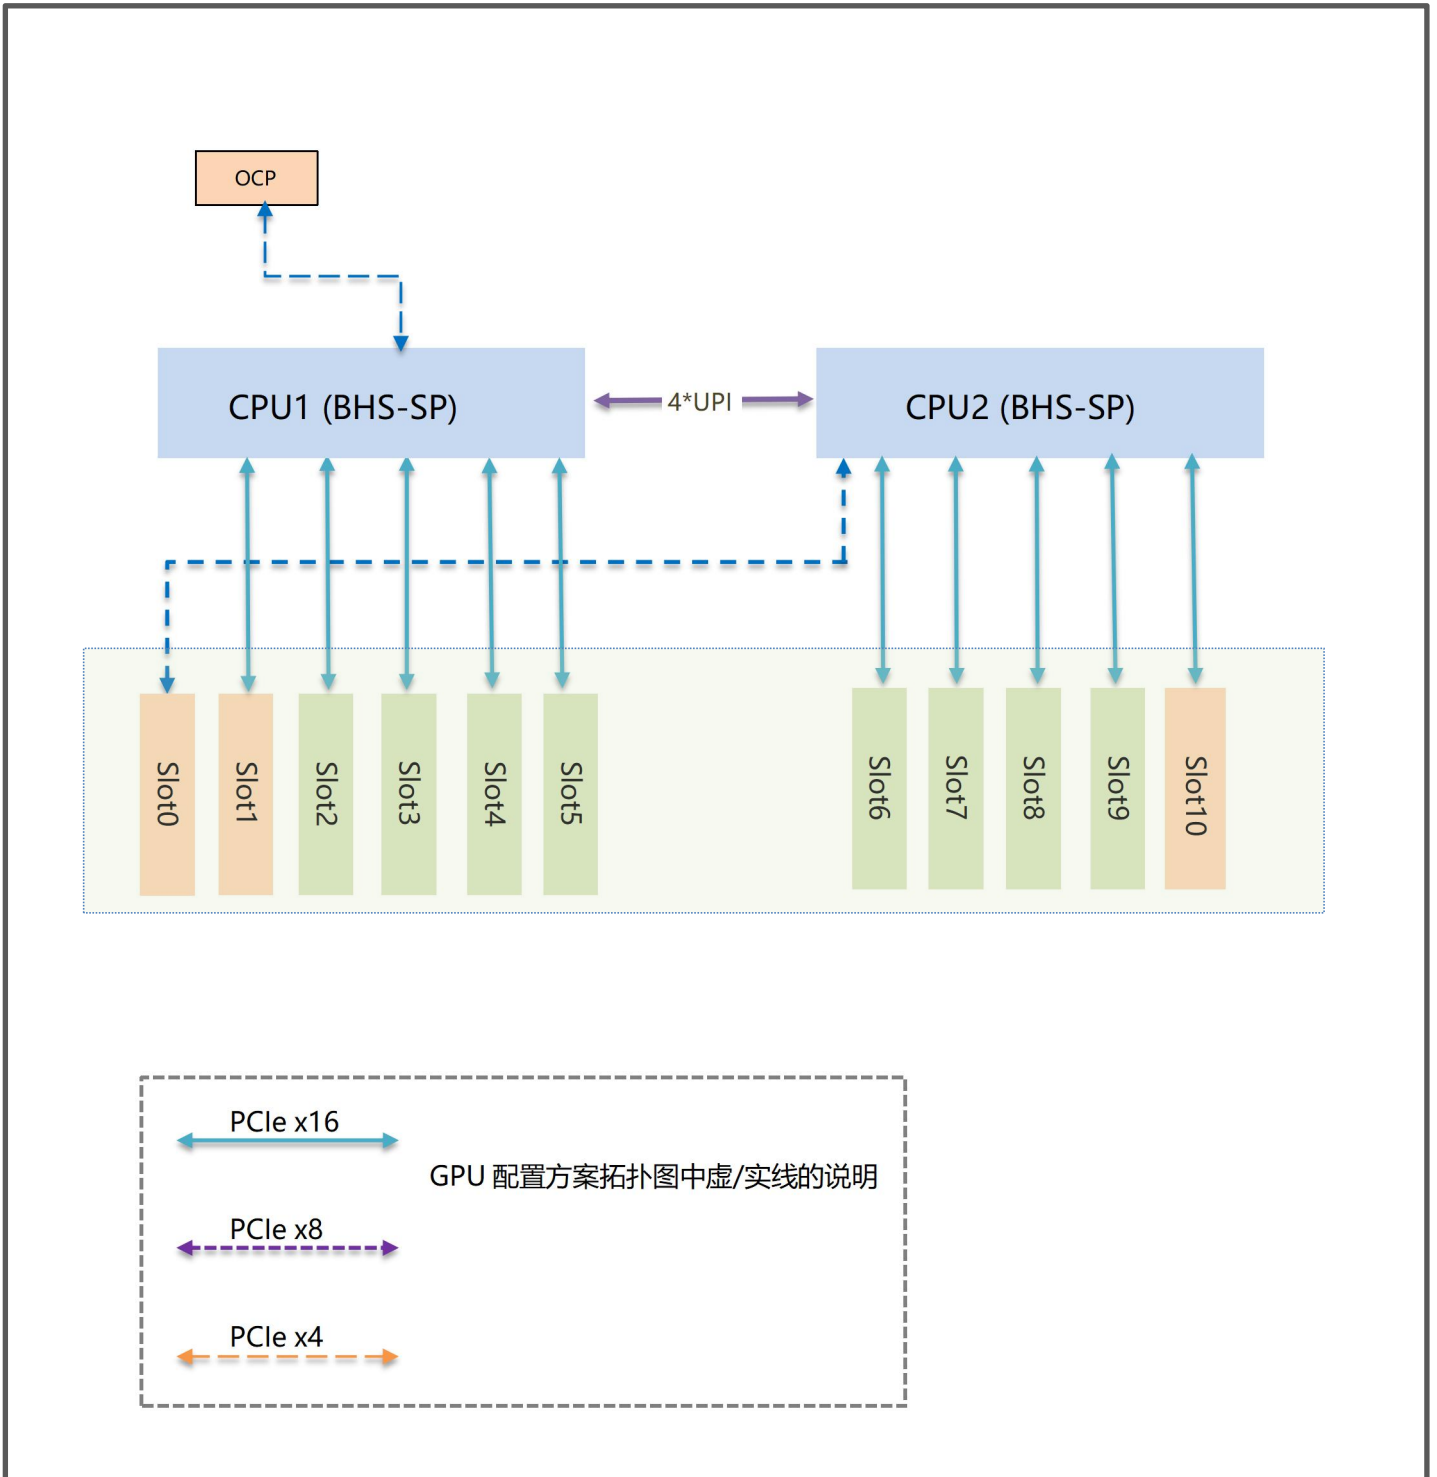 OCP
CPU1 (BHS-SP)
4*UPI
CPU2 (BHS-SP)
Slot0
Slot1
Slot2
Slot3
Slot4
Slot5
Slot6
Slot7
Slot8
Slot9
Slot10
PCIe x16
GPU 配置方案拓扑图中虚/实线的说明
PCIe x8
PCIe x4